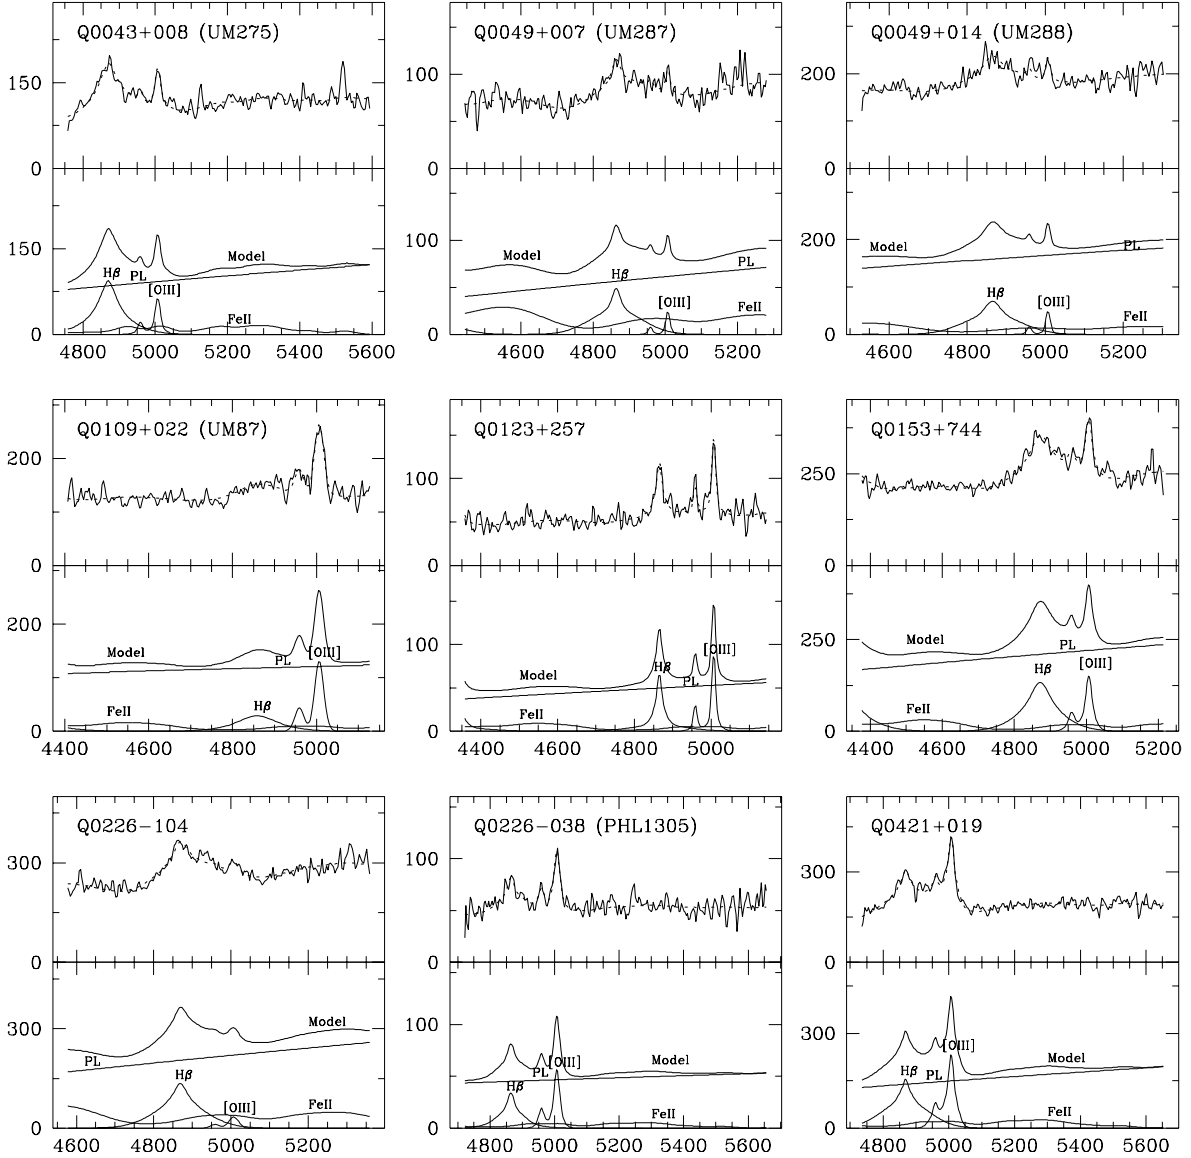 Q0043+008 (UM275)
150
0
Model
150
Hβ
PL
[OIII]
FeII
0
4800 5000 5200 5400 5600
Q0049+007 (UM287)
100
0
Model
100
PL
Hβ
[OIII]
FeII
0
4600 4800 5000 5200
Q0049+014 (UM288)
200
0
Model
200
PL
Hβ
[OIII]
FeII
0
4600 4800 5000 5200
Q0109+022 (UM87)
200
0
200
Model
PL
[OIII]
FeII
Hβ
0
4400 4600 4800 5000
Q0123+257
100
0
100
Model
Hβ
[OIII]
PL
FeII
0
4400 4600 4800 5000
Q0153+744
250
0
250
Model
PL
Hβ
[OIII]
FeII
0
4400 4600 4800 5000 5200
Q0226-104
300
0
300
Model
PL
Hβ
[OIII]
FeII
0
4600 4800 5000 5200
Q0226-038 (PHL1305)
100
0
100
[OIII]
Model
PL
Hβ
FeII
0
4800 5000 5200 5400 5600
Q0421+019
300
0
300
[OIII]
Model
Hβ
PL
FeII
0
4800 5000 5200 5400 5600